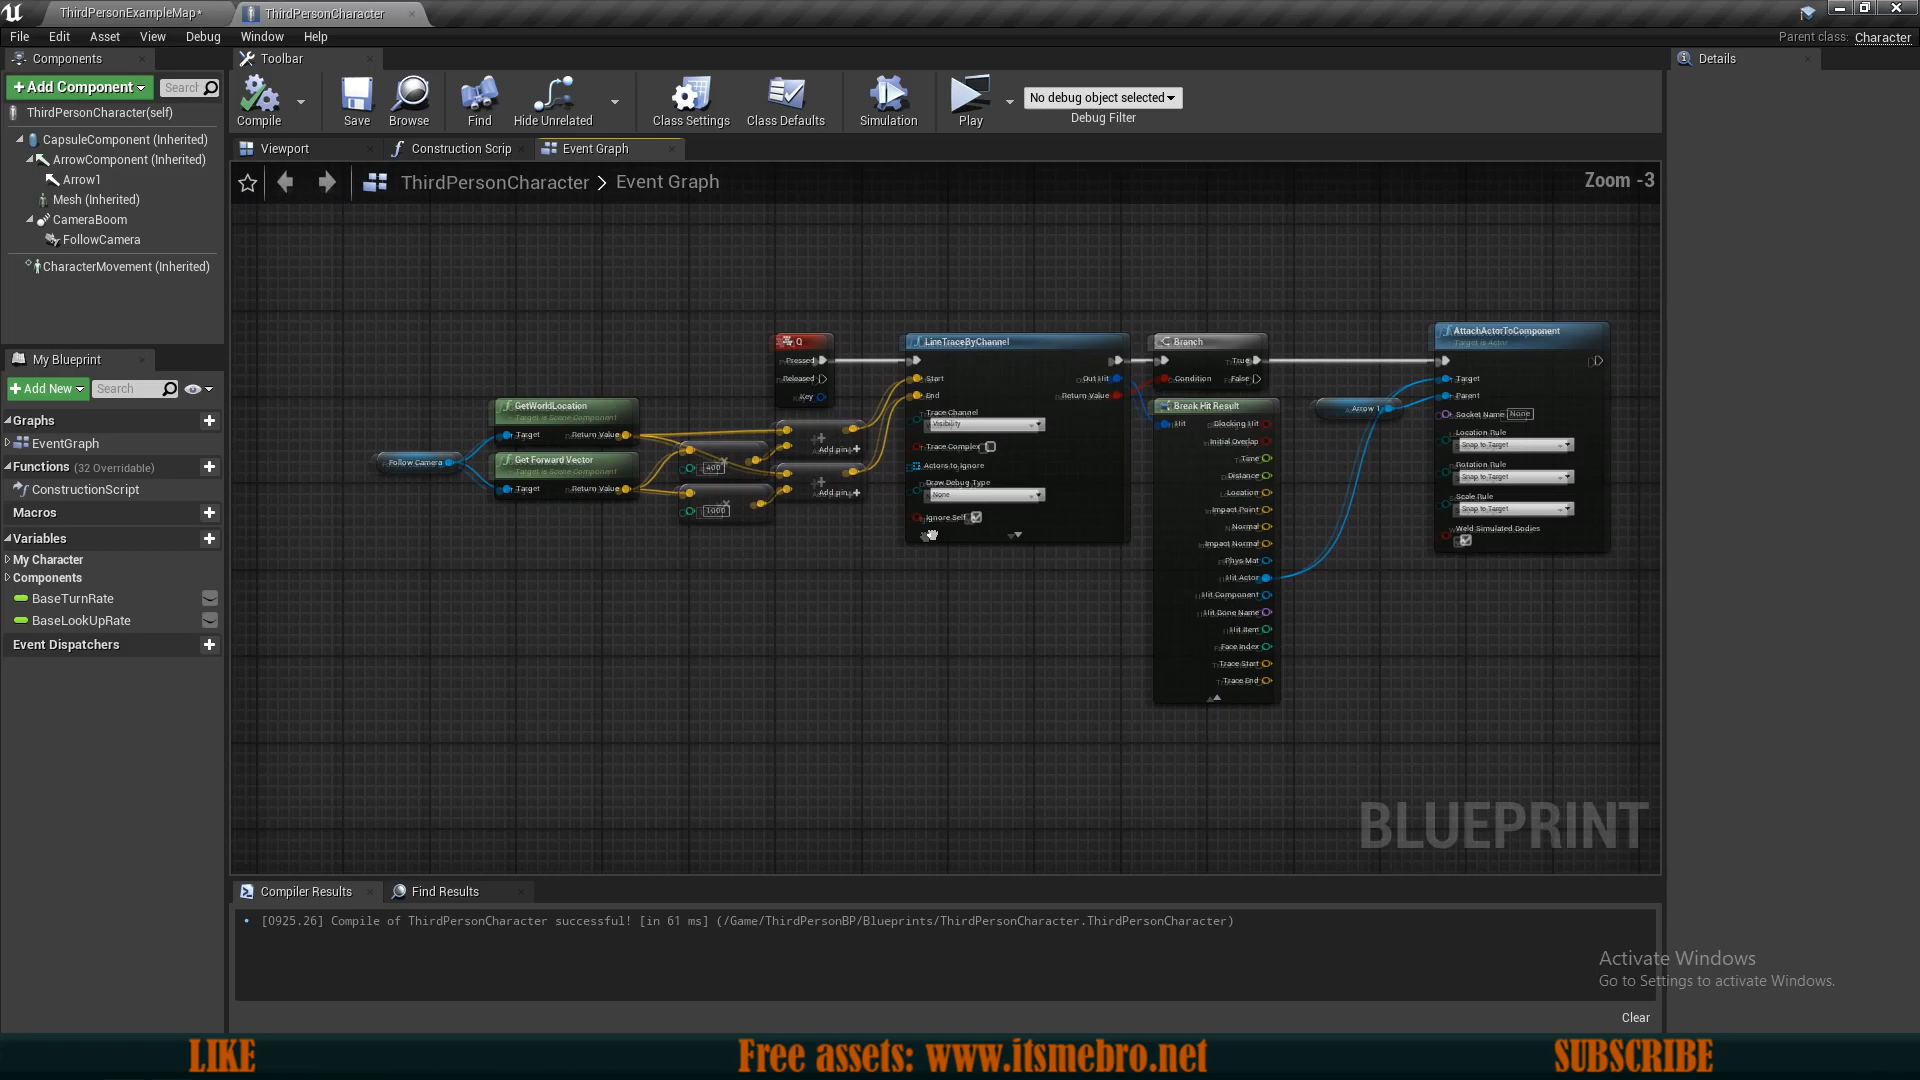 ThirdPersonExampleMap*
ThirdPersonCharacter
File Edit Asset View Debug Window Help
Parent class: Character
Components
Toolbar
Details
+Add Component
Search
ThirdPersonCharacter(self)
CapsuleComponent (Inherited)
ArrowComponent (Inherited)
Arrow1
Mesh (Inherited)
CameraBoom
FollowCamera
CharacterMovement (Inherited)
Compile
Save
Browse
Find
Hide Unrelated
Class Settings
Class Defaults
Simulation
Play
No debug object selected
Debug Filter
Viewport
Construction Scrip
Event Graph
ThirdPersonCharacter > Event Graph
Zoom -3
My Blueprint
+Add New
Search
Graphs
EventGraph
Functions (32 Overridable)
ConstructionScript
Macros
Variables
My Character
Components
BaseTurnRate
BaseLookUpRate
Event Dispatchers
Follow Camera
GetWorldLocation
Target is Scene Component
Target Return Value
Get Forward Vector
Target is Scene Component
Target Return Value
400
1000
Add pin +
Add pin +
Q
Pressed
Released
Key
LineTraceByChannel
Start
End
Trace Channel
Visibility
Trace Complex
Actors to Ignore
Draw Debug Type
None
Ignore Self
Out Hit
Return Value
Branch
True
Condition False
Break Hit Result
Hit
Blocking Hit
Initial Overlap
Time
Distance
Location
Impact Point
Normal
Impact Normal
Phys Mat
Hit Actor
Hit Component
Hit Bone Name
Hit Item
Face Index
Trace Start
Trace End
Arrow 1
AttachActorToComponent
Target is Actor
Target
Parent
Socket Name None
Location Rule
Snap to Target
Rotation Rule
Snap to Target
Scale Rule
Snap to Target
Weld Simulated Bodies
BLUEPRINT
Compiler Results
Find Results
[0925.26] Compile of ThirdPersonCharacter successful! [in 61 ms] (/Game/ThirdPersonBP/Blueprints/ThirdPersonCharacter.ThirdPersonCharacter)
Activate Windows
Go to Settings to activate Windows.
Clear
LIKE
Free assets: www.itsmebro.net
SUBSCRIBE